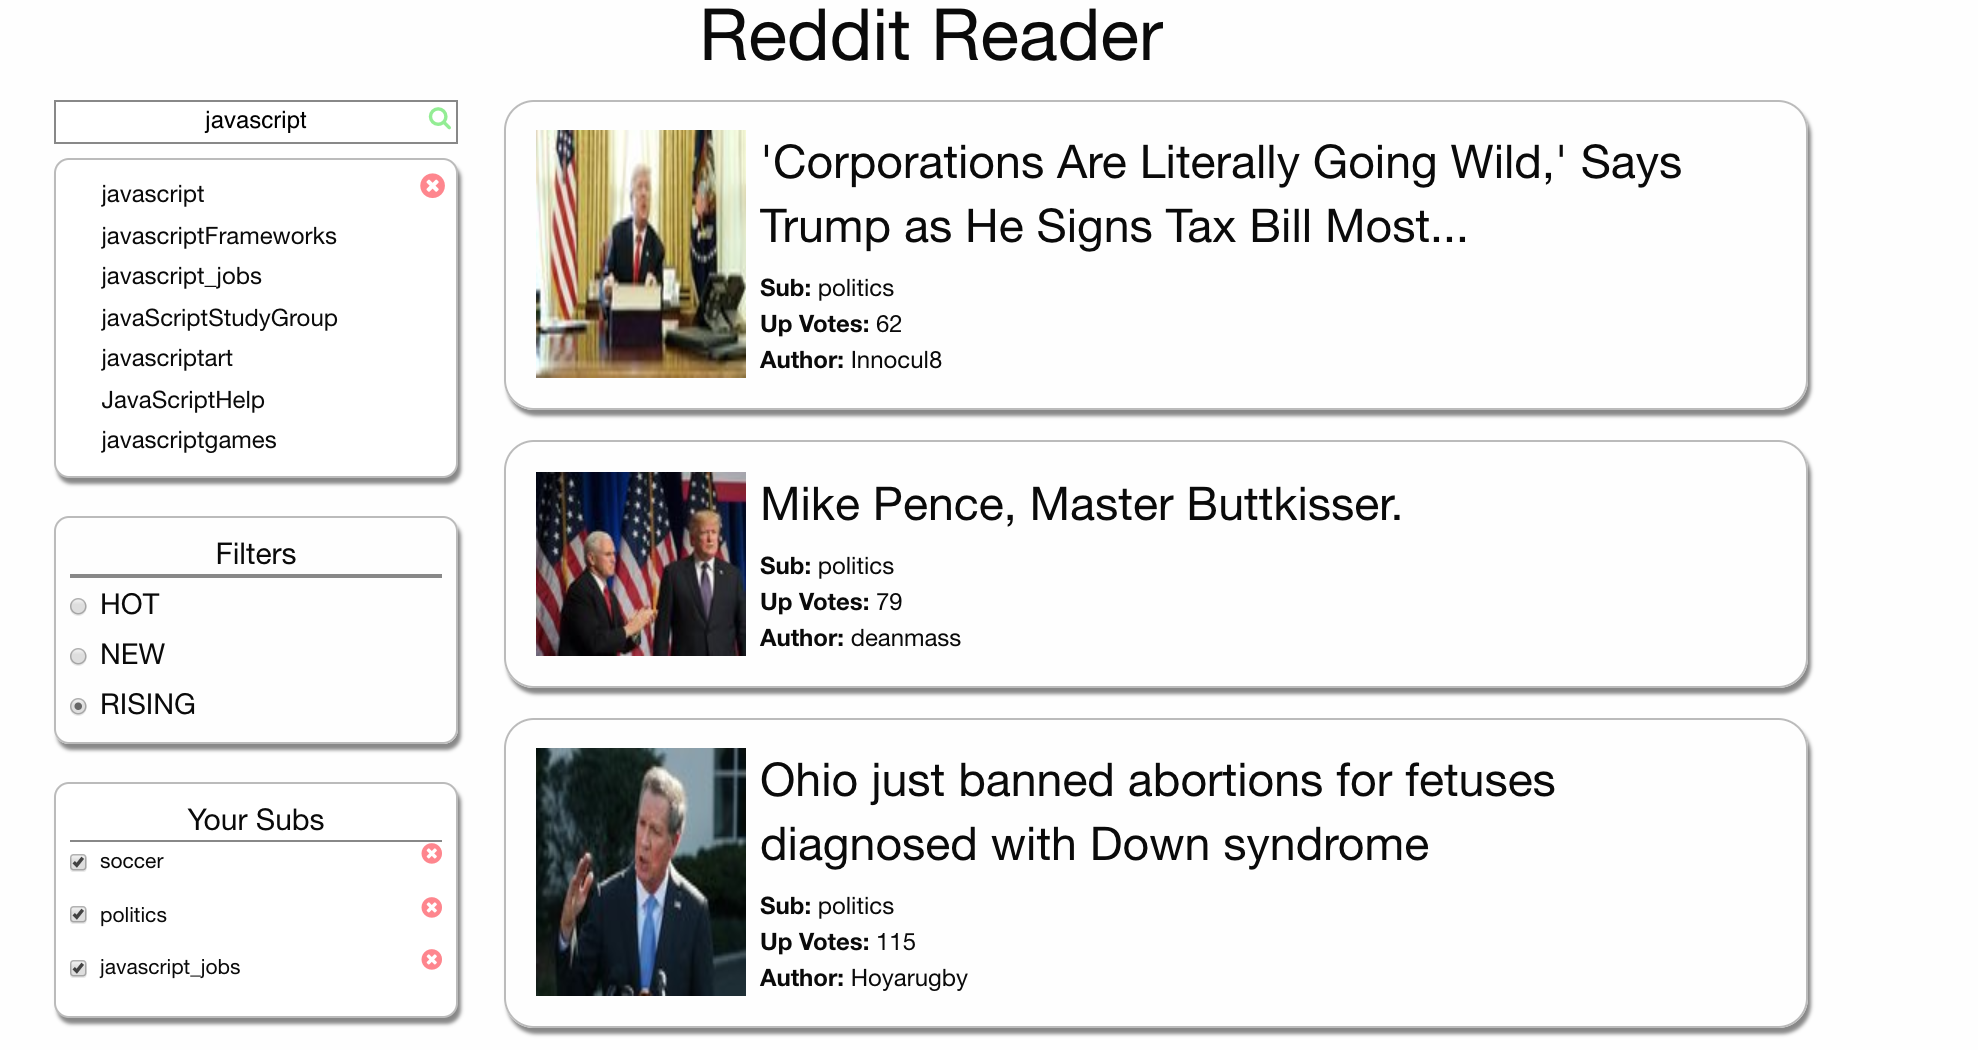 Reddit Reader
javascript
javascript
javascriptFrameworks
javascript_jobs
javaScriptStudyGroup
javascriptart
JavaScriptHelp
javascriptgames
Filters
HOT
NEW
RISING
Your Subs
soccer
politics
javascript_jobs
'Corporations Are Literally Going Wild,' Says
Trump as He Signs Tax Bill Most...
Sub: politics
Up Votes: 62
Author: Innocul8
Mike Pence, Master Buttkisser.
Sub: politics
Up Votes: 79
Author: deanmass
Ohio just banned abortions for fetuses
diagnosed with Down syndrome
Sub: politics
Up Votes: 115
Author: Hoyarugby